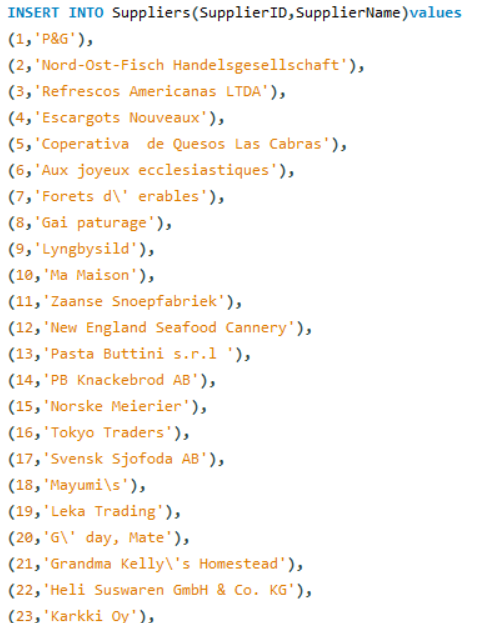 INSERT INTO Suppliers(SupplierID,SupplierName)values
(1,'P&G'),
(2,'Nord-Ost-Fisch Handelsgesellschaft'),
(3,'Refrescos Americanas LTDA'),
(4,'Escargots Nouveaux'),
(5,'Coperativa  de Quesos Las Cabras'),
(6,'Aux joyeux ecclesiastiques'),
(7,'Forets d\' erables'),
(8,'Gai paturage'),
(9,'Lyngbysild'),
(10,'Ma Maison'),
(11,'Zaanse Snoepfabriek'),
(12,'New England Seafood Cannery'),
(13,'Pasta Buttini s.r.l '),
(14,'PB Knackebrod AB'),
(15,'Norske Meierier'),
(16,'Tokyo Traders'),
(17,'Svensk Sjofoda AB'),
(18,'Mayumi\s'),
(19,'Leka Trading'),
(20,'G\' day, Mate'),
(21,'Grandma Kelly\'s Homestead'),
(22,'Heli Suswaren GmbH & Co. KG'),
(23,'Karkki Oy'),